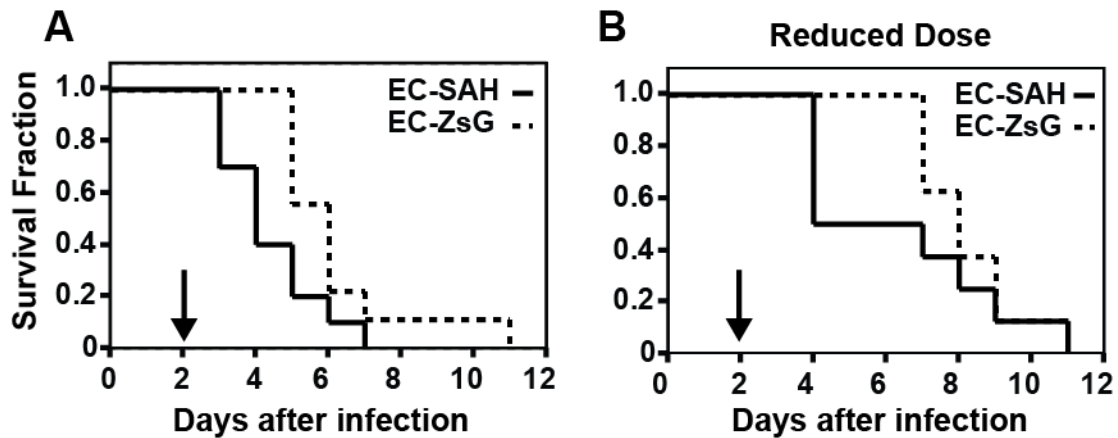 A
EC-SAH
EC-ZsG
Survival Fraction
1.0
0.8
0.6
0.4
0.2
0
0 2 4 6 8 10 12
Days after infection
B
Reduced Dose
EC-SAH
EC-ZsG
1.0
0.8
0.6
0.4
0.2
0
0 2 4 6 8 10 12
Days after infection